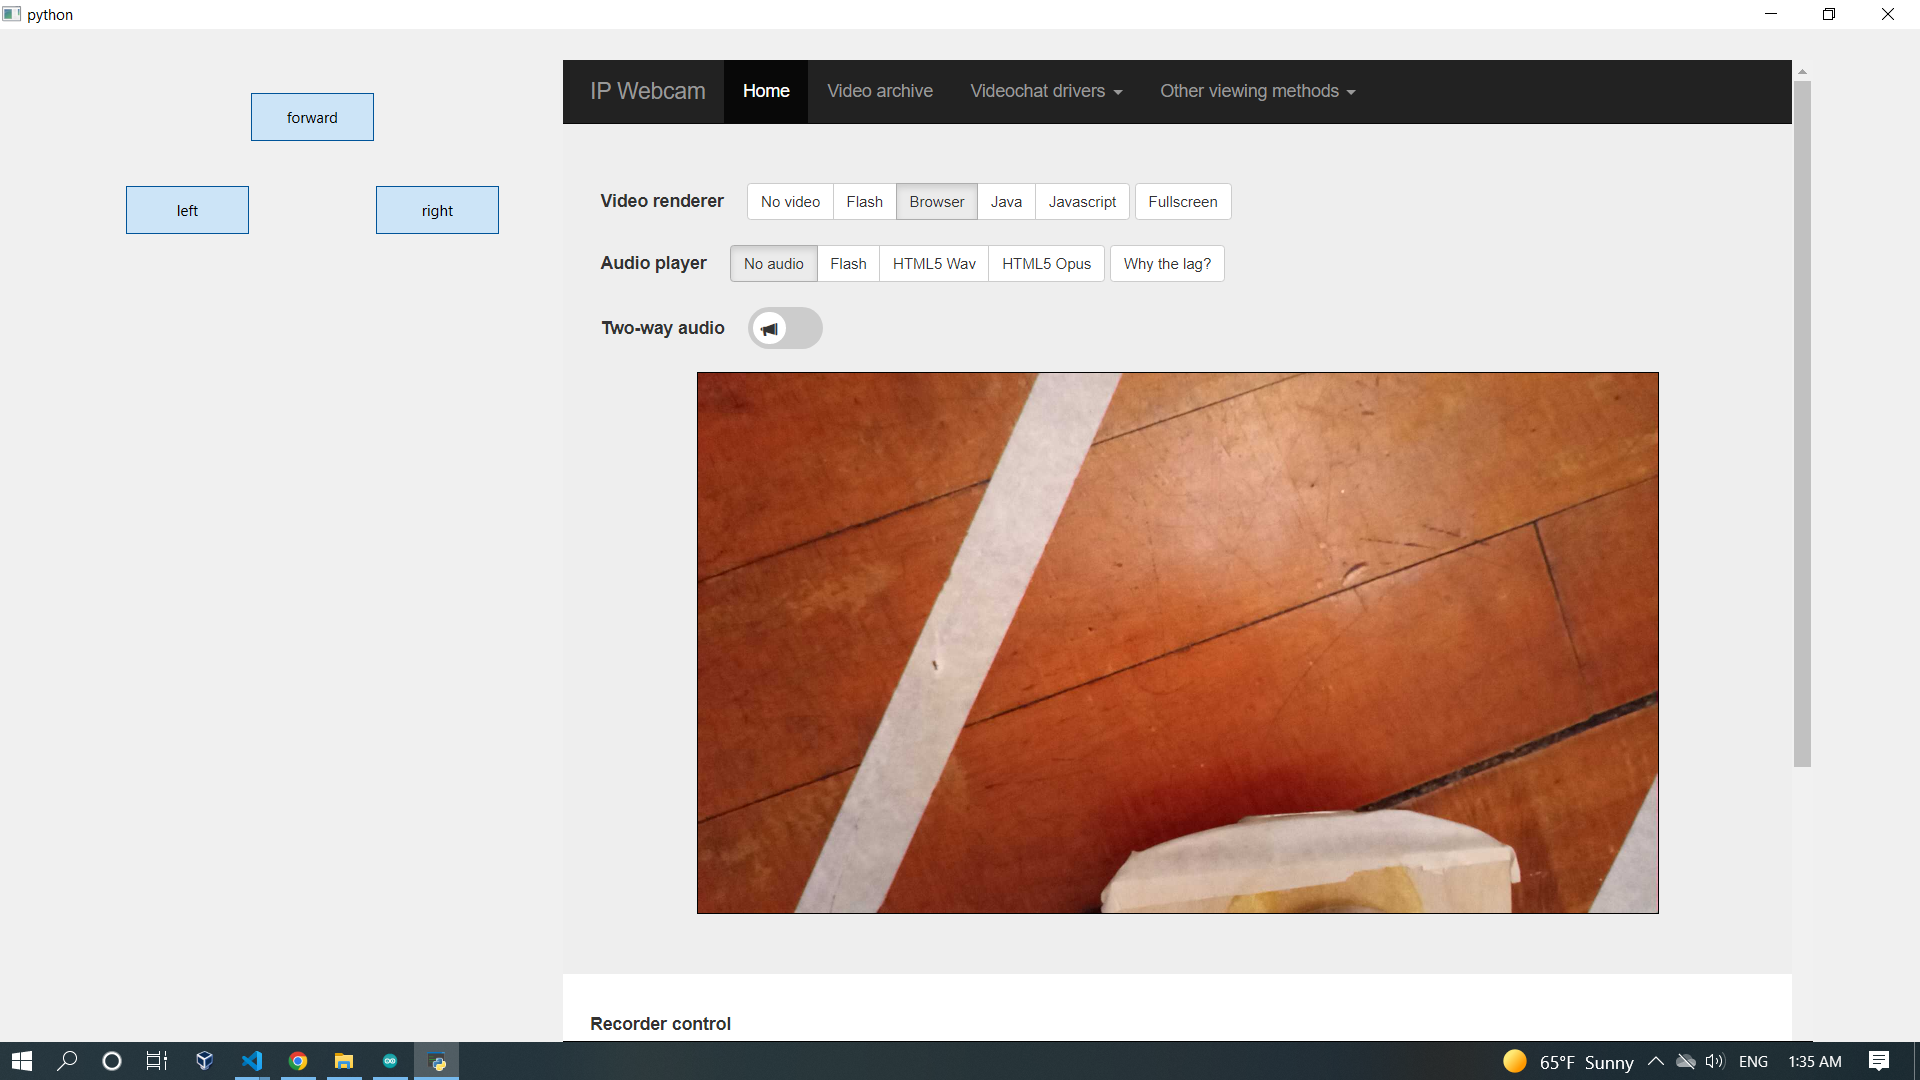 python
forward
left right
IP Webcam Home Video archive Videochat drivers Other viewing methods
Video renderer No video Flash Browser Java Javascript Fullscreen
Audio player No audio Flash HTML5 Wav HTML5 Opus Why the lag?
Two-way audio
Recorder control
65°F Sunny ENG 1:35 AM